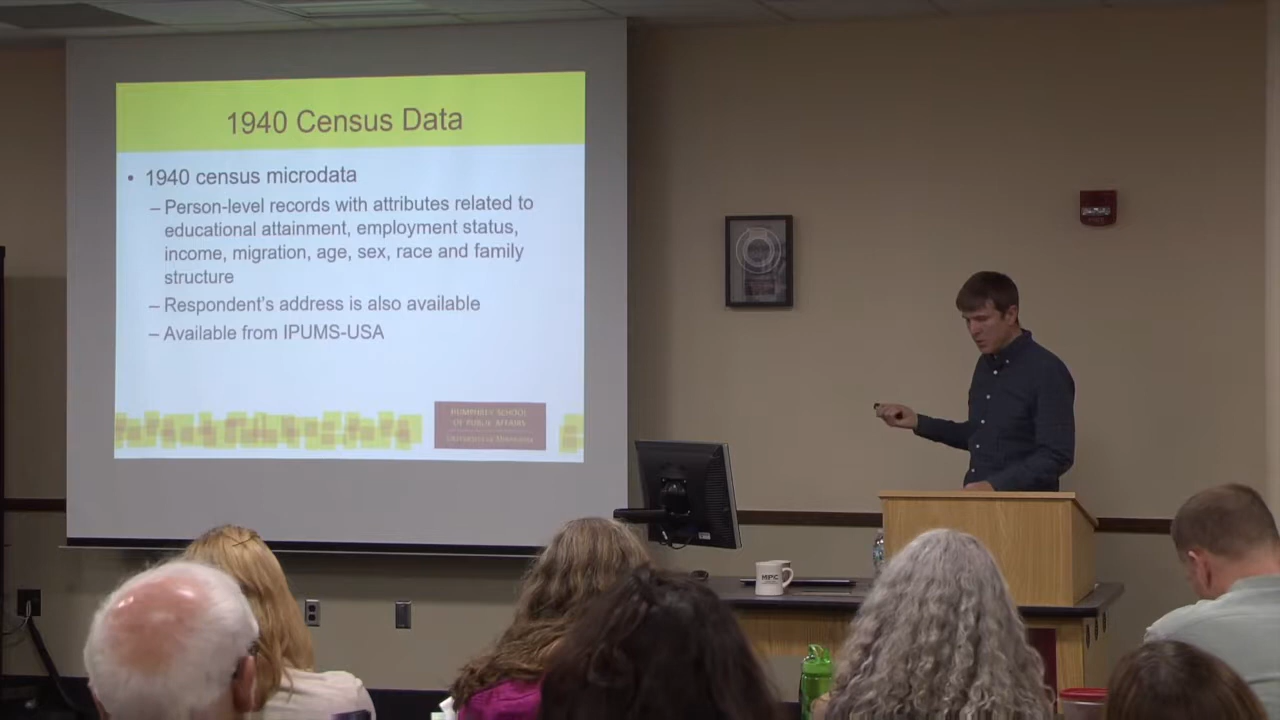 1940 Census Data
• 1940 census microdata
– Person-level records with attributes related to
educational attainment, employment status,
income, migration, age, sex, race and family
structure
– Respondent's address is also available
– Available from IPUMS-USA
HUMPHREY SCHOOL
OF PUBLIC AFFAIRS
MPC